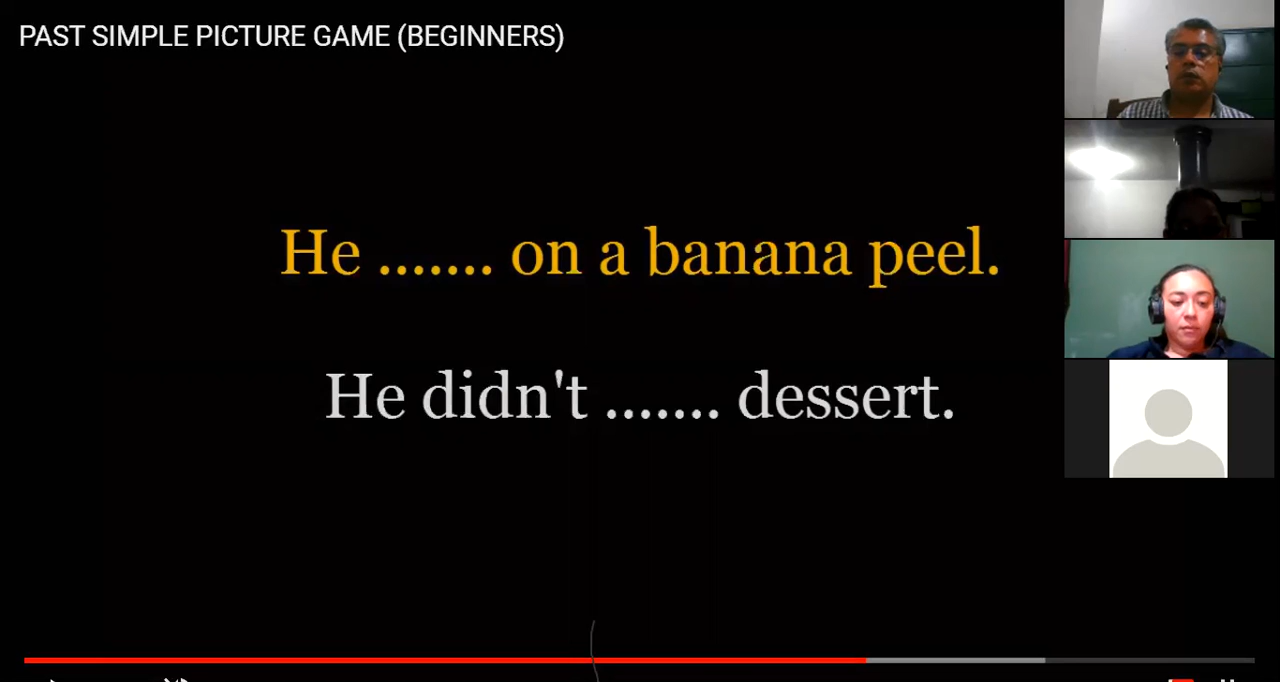 PAST SIMPLE PICTURE GAME (BEGINNERS)
He ....... on a banana peel.
He didn't ....... dessert.